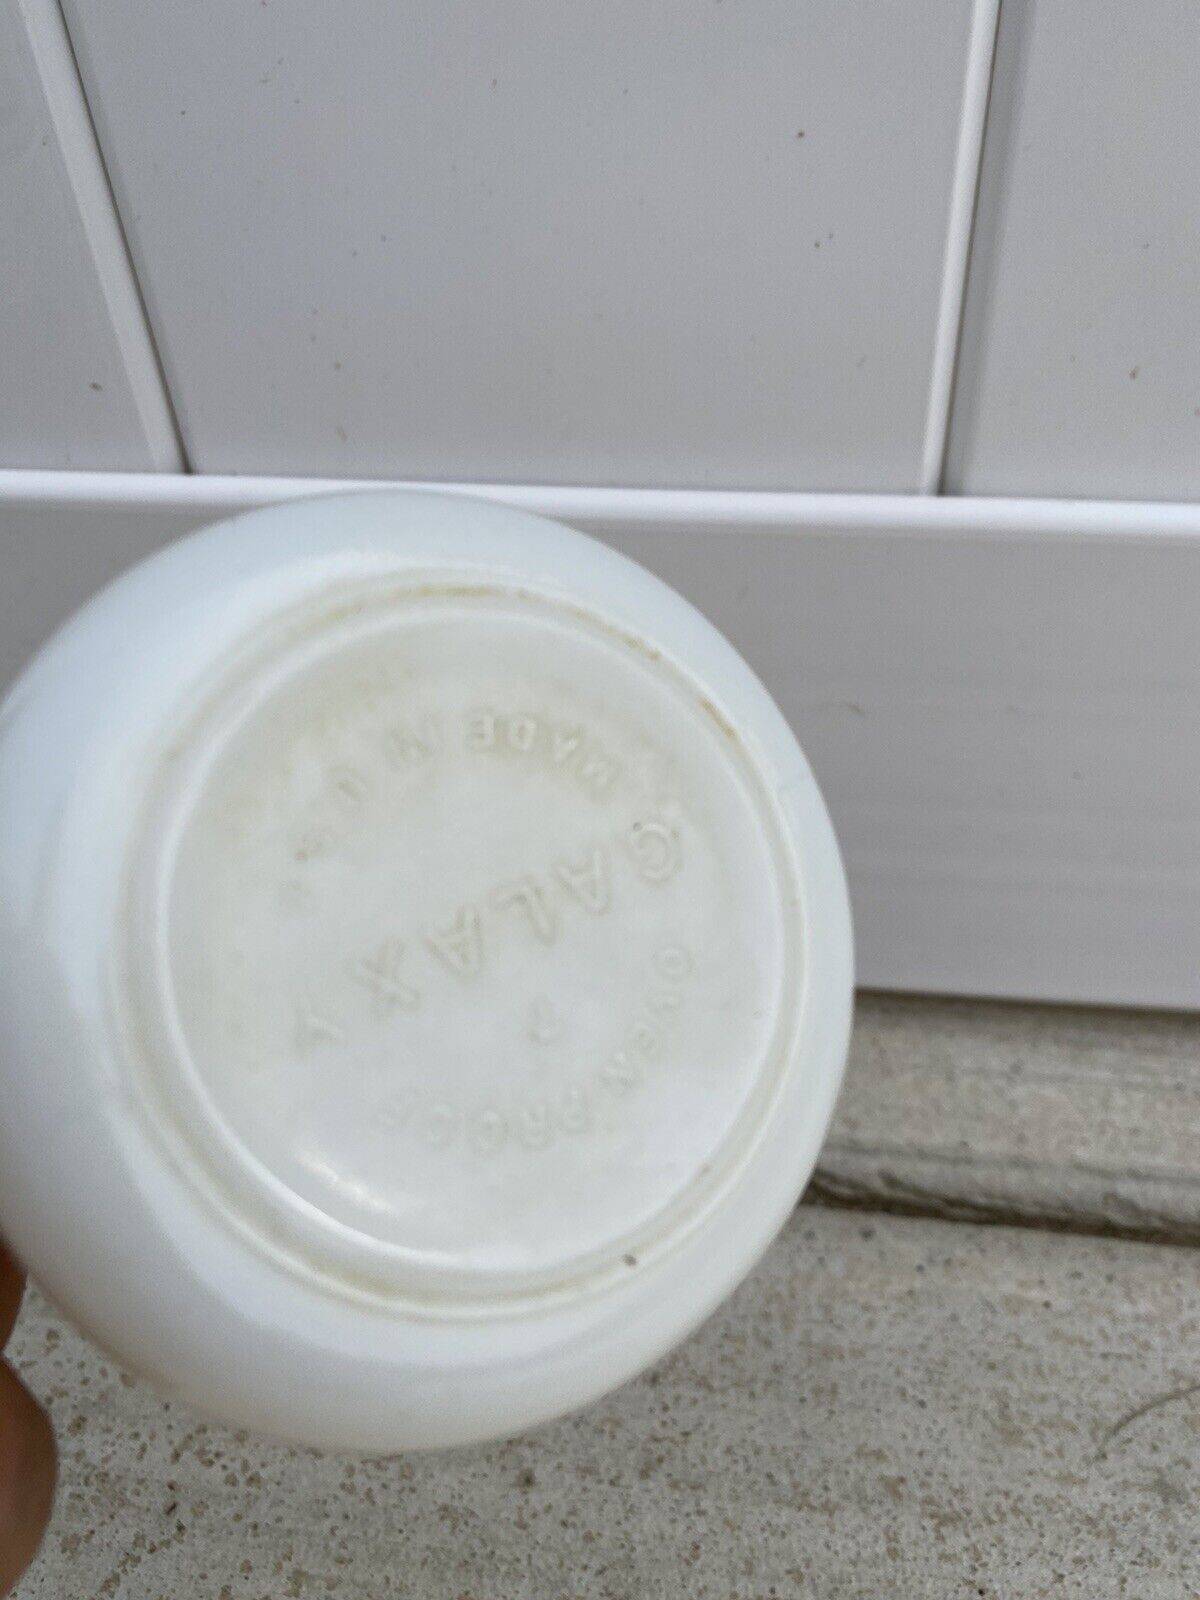 MADE IN U.S.
GALAXY
OVEN PROOF